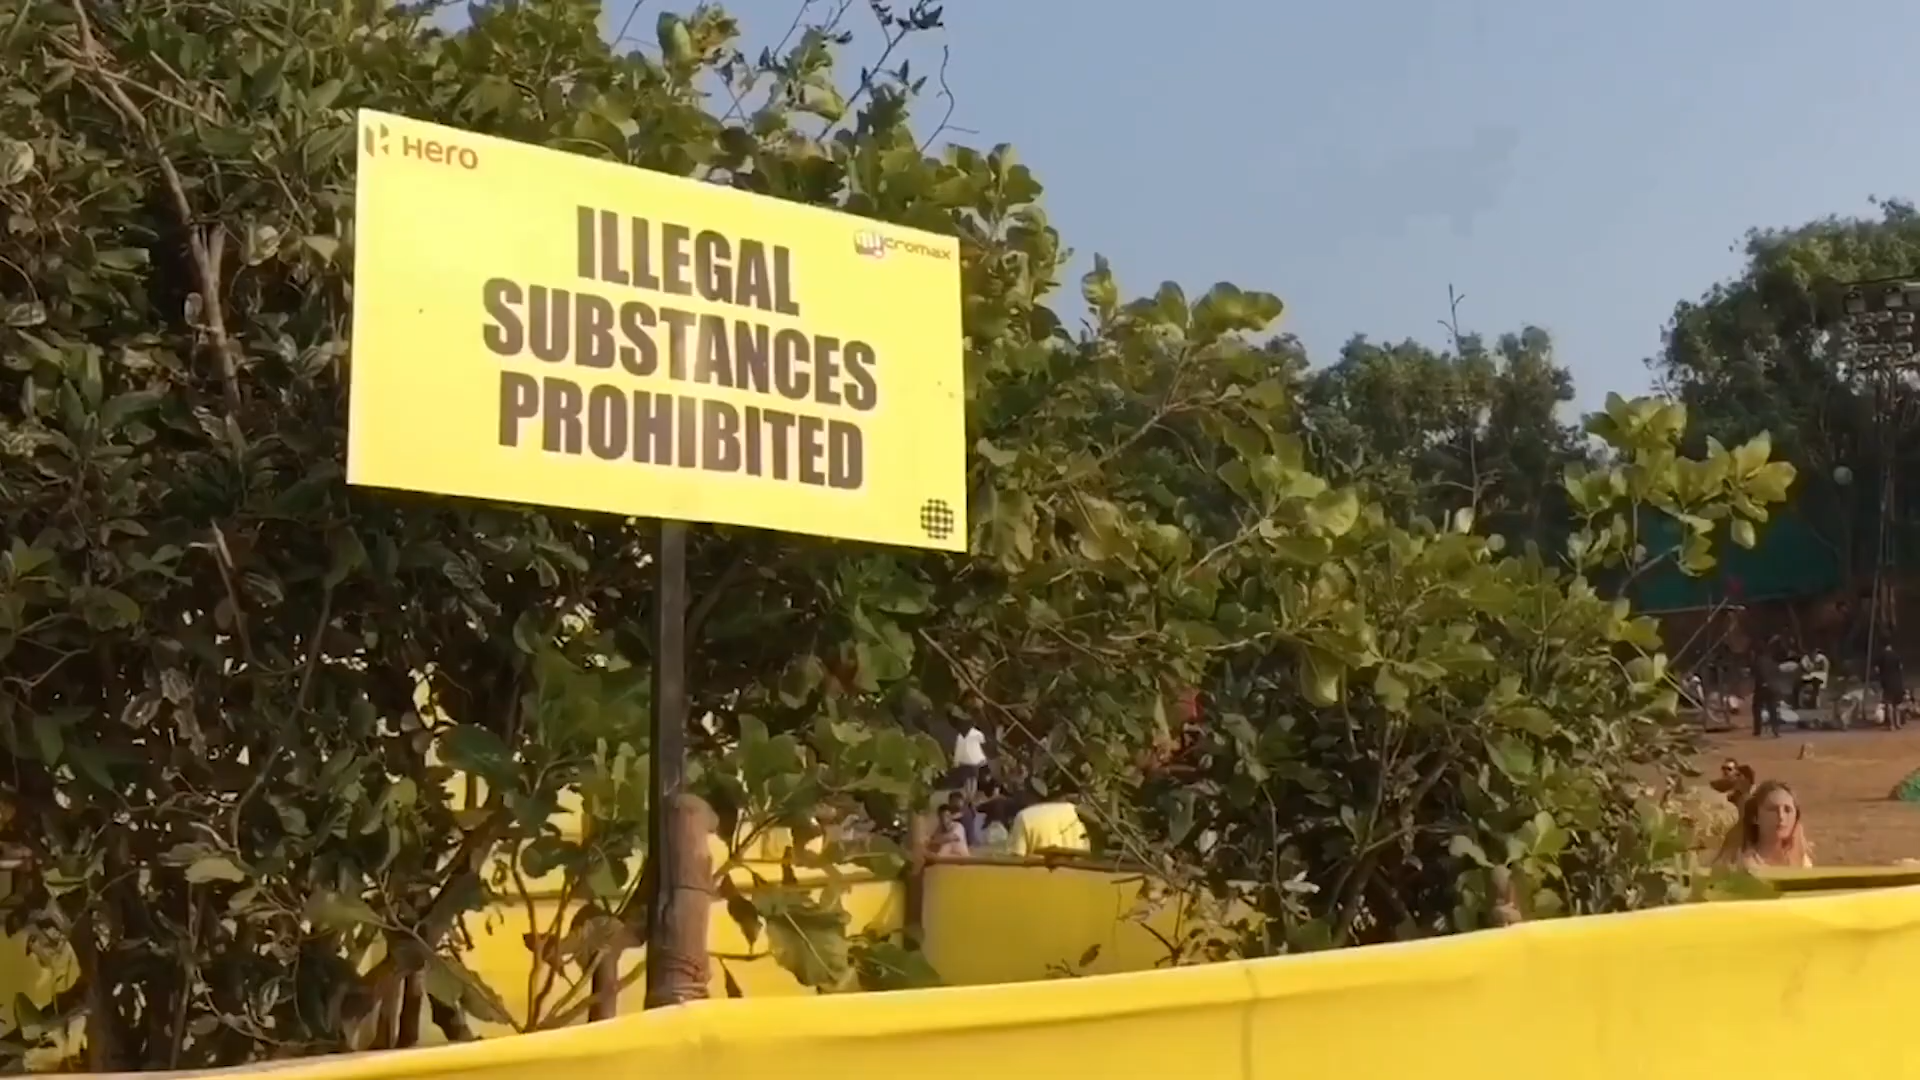 Hero
micromax
ILLEGAL
SUBSTANCES
PROHIBITED